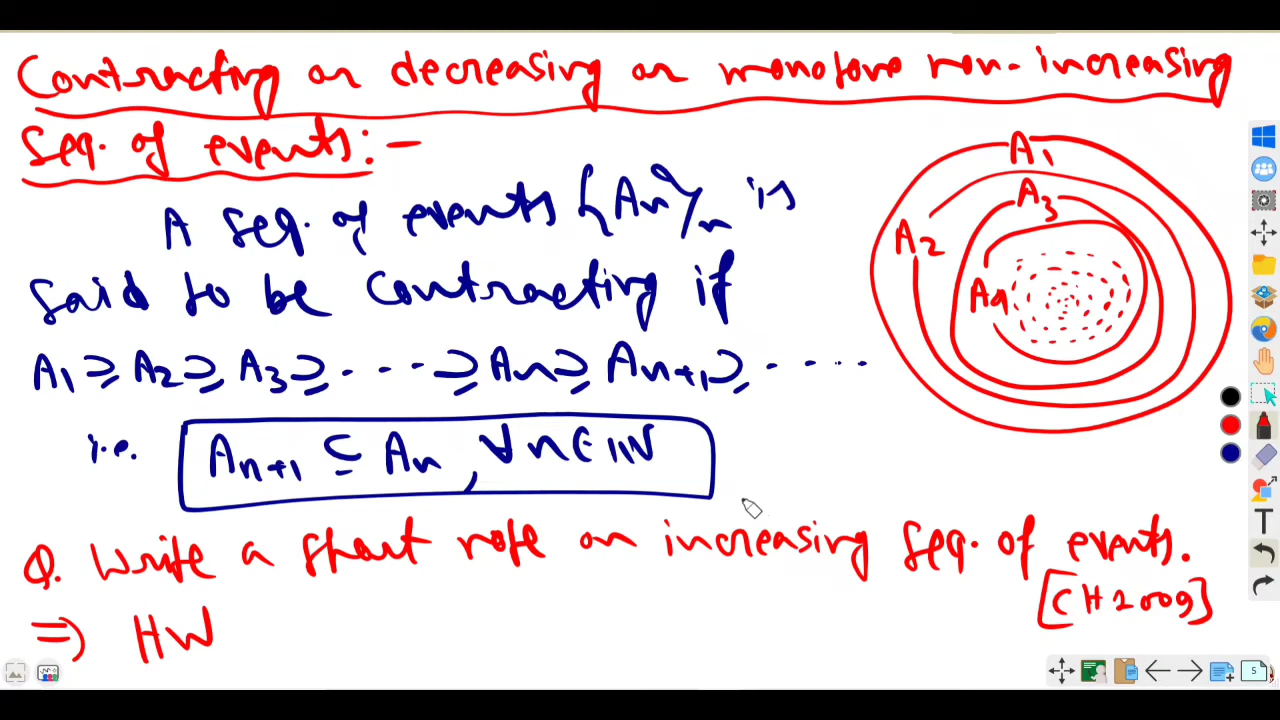 Contracting or decreasing or monotone non-increasing
seq. of events:-
A seq. of events {An}n is
said to be contracting if
A1 ⊇ A2 ⊇ A3 ⊇ .... ⊇ An ⊇ An+1 ⊇ ....
i.e. An+1 ⊆ An, ∀ n ∈ ℕ
A1
A3
A2
A4
Q. Write a short note on increasing seq. of events.
[CH2009]
⇒ HW
T
5